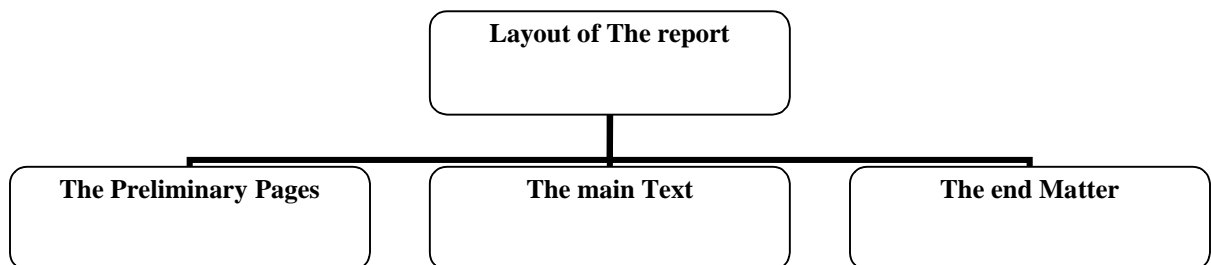 Layout of The report
The Preliminary Pages
The main Text
The end Matter